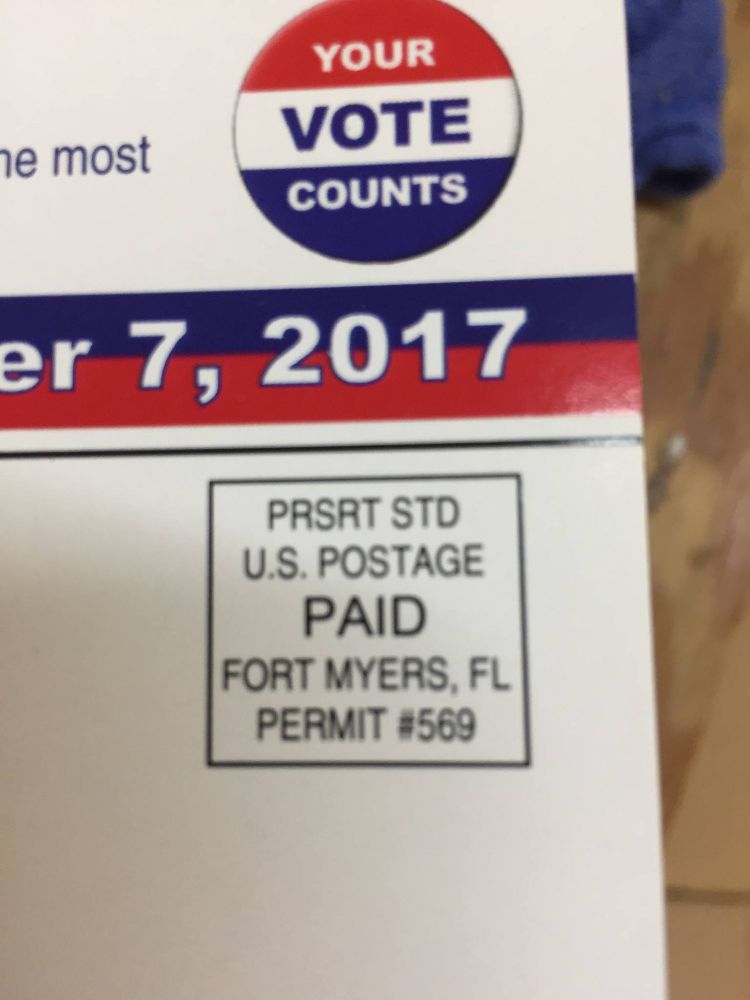 YOUR
VOTE
COUNTS
he most
er 7, 2017
PRSRT STD
U.S. POSTAGE
PAID
FORT MYERS, FL
PERMIT #569